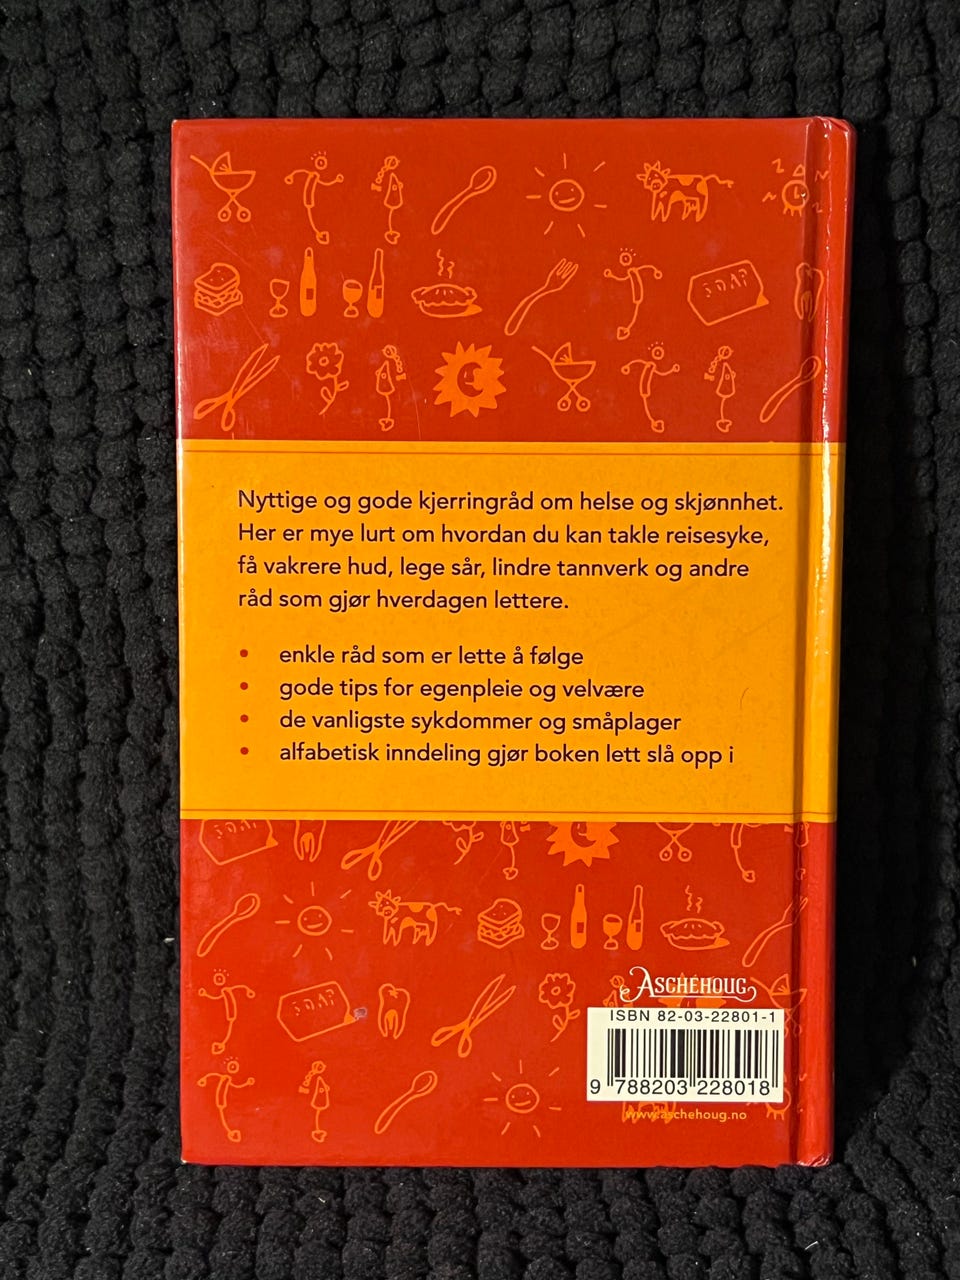 SOAP
Nyttige og gode kjerringråd om helse og skjønnhet.
Her er mye lurt om hvordan du kan takle reisesyke,
få vakrere hud, lege sår, lindre tannverk og andre
råd som gjør hverdagen lettere.
• enkle råd som er lette å følge
• gode tips for egenpleie og velvære
• de vanligste sykdommer og småplager
• alfabetisk inndeling gjør boken lett slå opp i
SOAP
SOAP
ASCHEHOUG
ISBN 82-03-22801-1
9 788203 228018
www.aschehoug.no